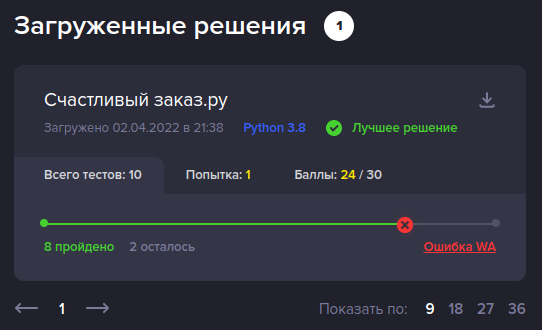 Загруженные решения 1
Счастливый заказ.py
Загружено 02.04.2022 в 21:38 Python 3.8 Лучшее решение
Всего тестов: 10 Попытка: 1 Баллы: 24 / 30
8 пройдено 2 осталось Ошибка WA
1 Показать по: 9 18 27 36